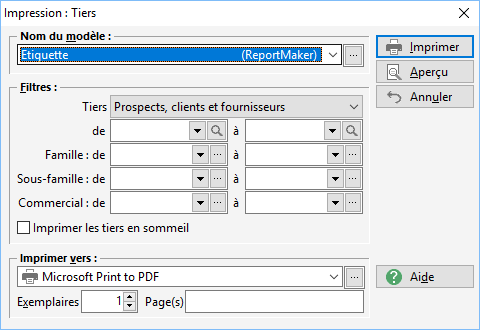 Impression : Tiers
Nom du modèle :
Etiquette (ReportMaker) ...
Imprimer
Aperçu
Annuler
Filtres :
Tiers Prospects, clients et fournisseurs
de à
Famille : de ... à ...
Sous-famille : de ... à ...
Commercial : de ... à ...
Imprimer les tiers en sommeil
Imprimer vers :
Microsoft Print to PDF ...
Aide
Exemplaires 1 Page(s)